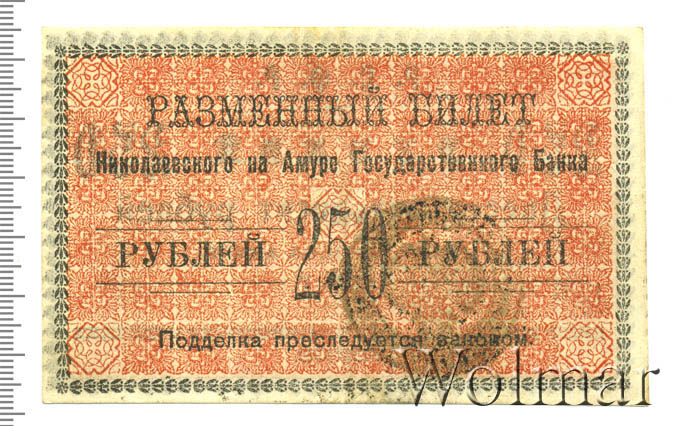 РАЗМЕННЫЙ БИЛЕТ
Николаевского на Амуре Государственного Банка
РУБЛЕЙ 250 РУБЛЕЙ
Подделка преследуется законом.
Wolmar